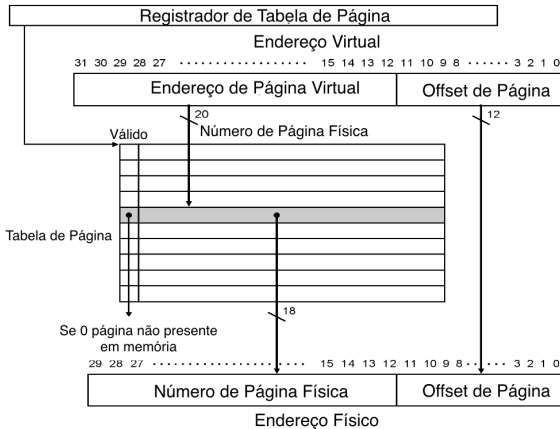 Registrador de Tabela de Página
Endereço Virtual
31 30 29 28 27 ................. 15 14 13 12 11 10 9 8 ...... 3 2 1 0
Endereço de Página Virtual Offset de Página
20 12
Válido Número de Página Física
Tabela de Página
18
Se 0 página não presente
em memória
29 28 27 ................. 15 14 13 12 11 10 9 8 ...... 3 2 1 0
Número de Página Física Offset de Página
Endereço Físico